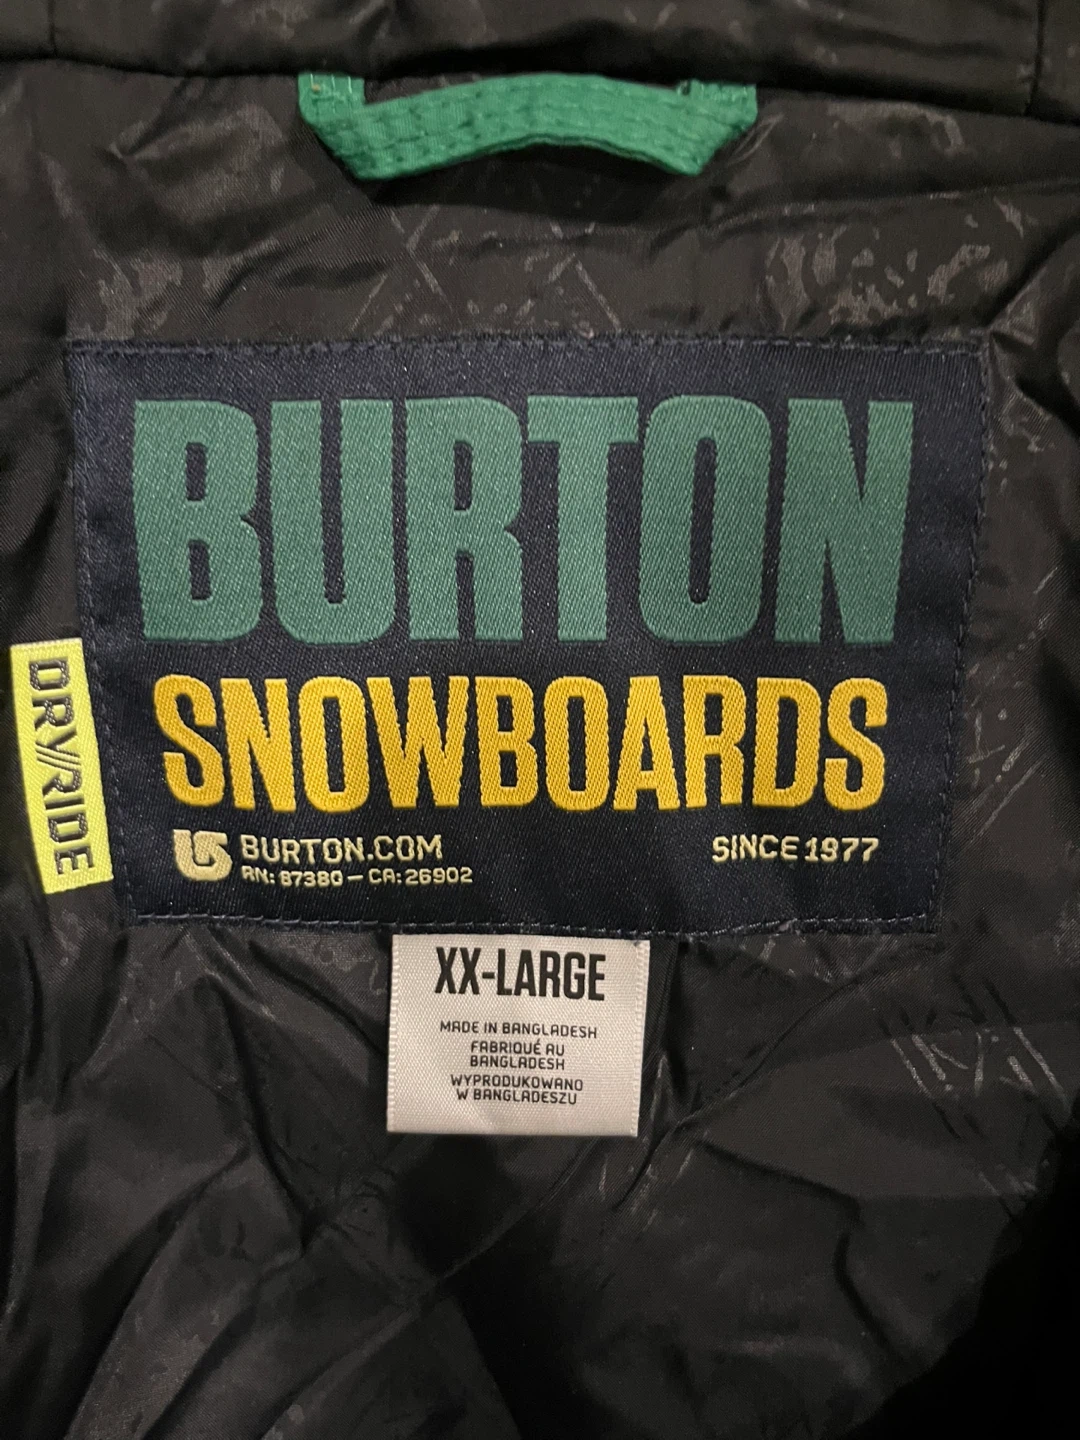 BURTON
SNOWBOARDS
BURTON.COM
SINCE 1977
RN: 87380 — CA: 26902
DRY//RIDE
XX-LARGE
MADE IN BANGLADESH
FABRIQUÉ AU
BANGLADESH
WYPRODUKOWANO
W BANGLADESZU